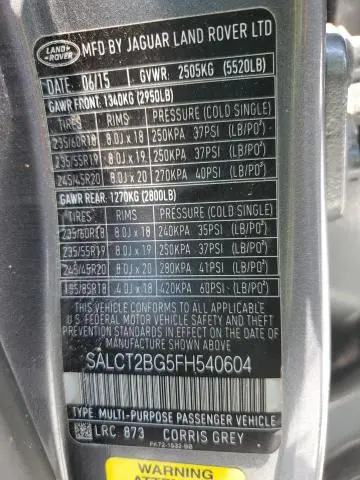 LAND ROVER
MFD BY JAGUAR LAND ROVER LTD
DATE 06/15 GVWR 2505KG (5520LB)
GAWR FRONT: 1340KG (2950LB)
TIRES RIMS PRESSURE (COLD SINGLE)
235/60R18 8.0J x 18 250KPA 37PSI (LB/PO²)
235/55R19 8.0J x 19 250KPA 37PSI (LB/PO²)
245/45R20 8.0J x 20 270KPA 40PSI (LB/PO²)
GAWR REAR: 1270KG (2800LB)
TIRES RIMS PRESSURE (COLD SINGLE)
235/60R18 8.0J x 18 240KPA 35PSI (LB/PO²)
235/55R19 8.0J x 19 250KPA 37PSI (LB/PO²)
245/45R20 8.0J x 20 280KPA 41PSI (LB/PO²)
155/85R18 4.0J x 18 420KPA 60PSI (LB/PO²)
THIS VEHICLE CONFORMS TO ALL APPLICABLE
U.S. FEDERAL MOTOR VEHICLE SAFETY AND
THEFT PREVENTION STANDARDS IN EFFECT
ON THE DATE OF MANUFACTURE SHOWN ABOVE
SALCT2BG5FH540604
TYPE: MULTI-PURPOSE PASSENGER VEHICLE
LRC 873 CORRIS GREY
FK72-1532-BB
WARNING